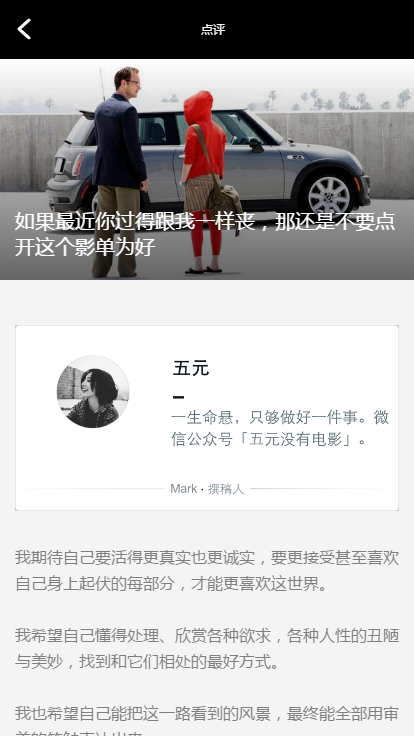 点评
如果最近你过得跟我一样丧，那还是不要点
开这个影单为好
五元
一生命悬，只够做好一件事。微
信公众号「五元没有电影」。
Mark · 撰稿人
我期待自己要活得更真实也更诚实，要更接受甚至喜欢
自己身上起伏的每部分，才能更喜欢这世界。
我希望自己懂得处理、欣赏各种欲求，各种人性的丑陋
与美妙，找到和它们相处的最好方式。
我也希望自己能把这一路看到的风景，最终能全部用审
美的笔触表达出来